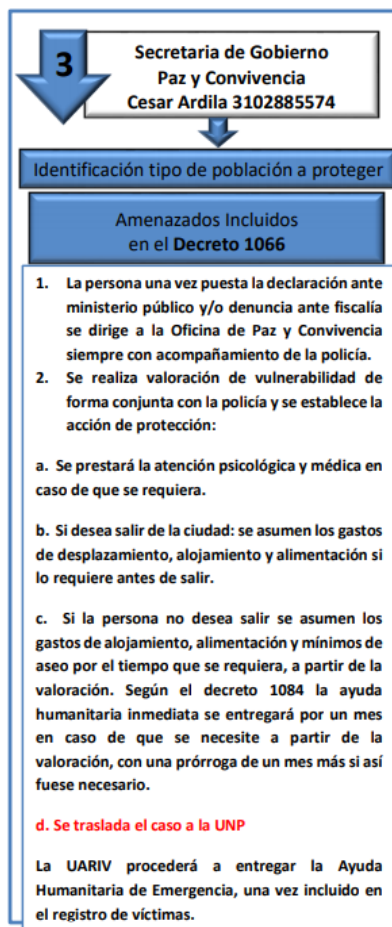 3
Secretaria de Gobierno
Paz y Convivencia
Cesar Ardila 3102885574
Identificación tipo de población a proteger
Amenazados Incluidos
en el Decreto 1066
1. La persona una vez puesta la declaración ante
ministerio público y/o denuncia ante fiscalía
se dirige a la Oficina de Paz y Convivencia
siempre con acompañamiento de la policía.
2. Se realiza valoración de vulnerabilidad de
forma conjunta con la policía y se establece la
acción de protección:
a. Se prestará la atención psicológica y médica en
caso de que se requiera.
b. Si desea salir de la ciudad: se asumen los gastos
de desplazamiento, alojamiento y alimentación si
lo requiere antes de salir.
c. Si la persona no desea salir se asumen los
gastos de alojamiento, alimentación y mínimos de
aseo por el tiempo que se requiera, a partir de la
valoración. Según el decreto 1084 la ayuda
humanitaria inmediata se entregará por un mes
en caso de que se necesite a partir de la
valoración, con una prórroga de un mes más si así
fuese necesario.
d. Se traslada el caso a la UNP
La UARIV procederá a entregar la Ayuda
Humanitaria de Emergencia, una vez incluido en
el registro de víctimas.